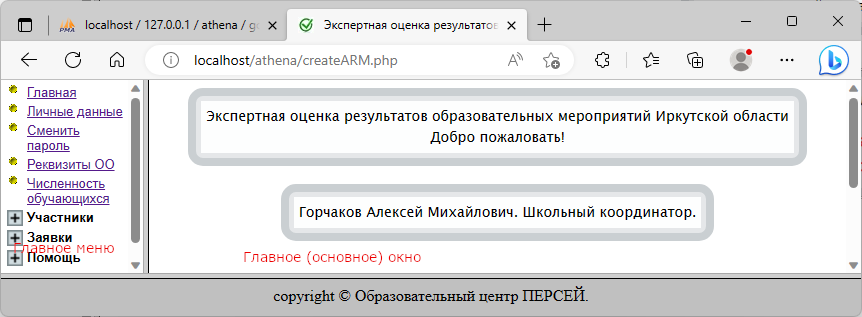 localhost / 127.0.0.1 / athena / g
Экспертная оценка результатов
localhost/athena/createARM.php
Главная
Личные данные
Сменить
пароль
Реквизиты ОО
Численность
обучающихся
Участники
Заявки
Главное меню
Помощь
Экспертная оценка результатов образовательных мероприятий Иркутской области
Добро пожаловать!
Горчаков Алексей Михайлович. Школьный координатор.
Главное (основное) окно
copyright © Образовательный центр ПЕРСЕЙ.